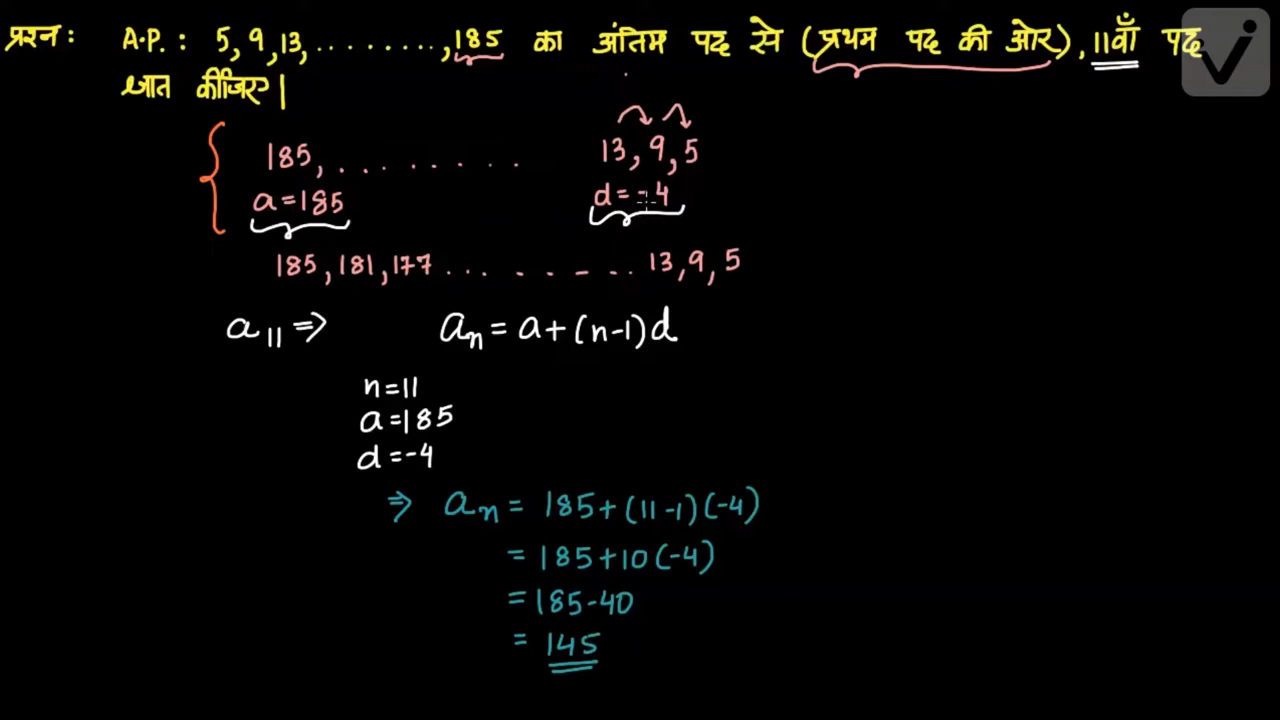 प्रश्न : A.P. : 5, 9, 13, ........., 185 का अंतिम पद से (प्रथम पद की ओर), 11वाँ पद
ज्ञात कीजिए |
185, ......... 13, 9, 5
a = 185 d = -4
185, 181, 177 ... . . - . . 13, 9, 5
a₁₁ ⇒ aₙ = a + (n-1) d
n = 11
a = 185
d = -4
⇒ aₙ = 185 + (11-1) (-4)
= 185 + 10 (-4)
= 185 - 40
= 145